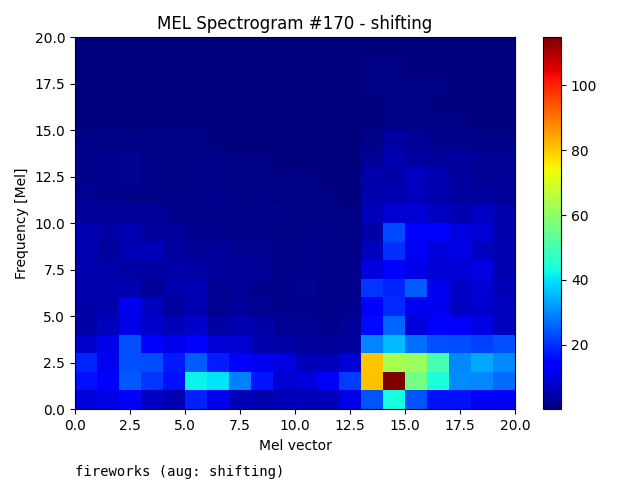 MEL Spectrogram #170 - shifting
20.0
17.5
15.0
12.5
10.0
7.5
5.0
2.5
0.0
Frequency [Mel]
0.0 2.5 5.0 7.5 10.0 12.5 15.0 17.5 20.0
Mel vector
100
80
60
40
20
fireworks (aug: shifting)